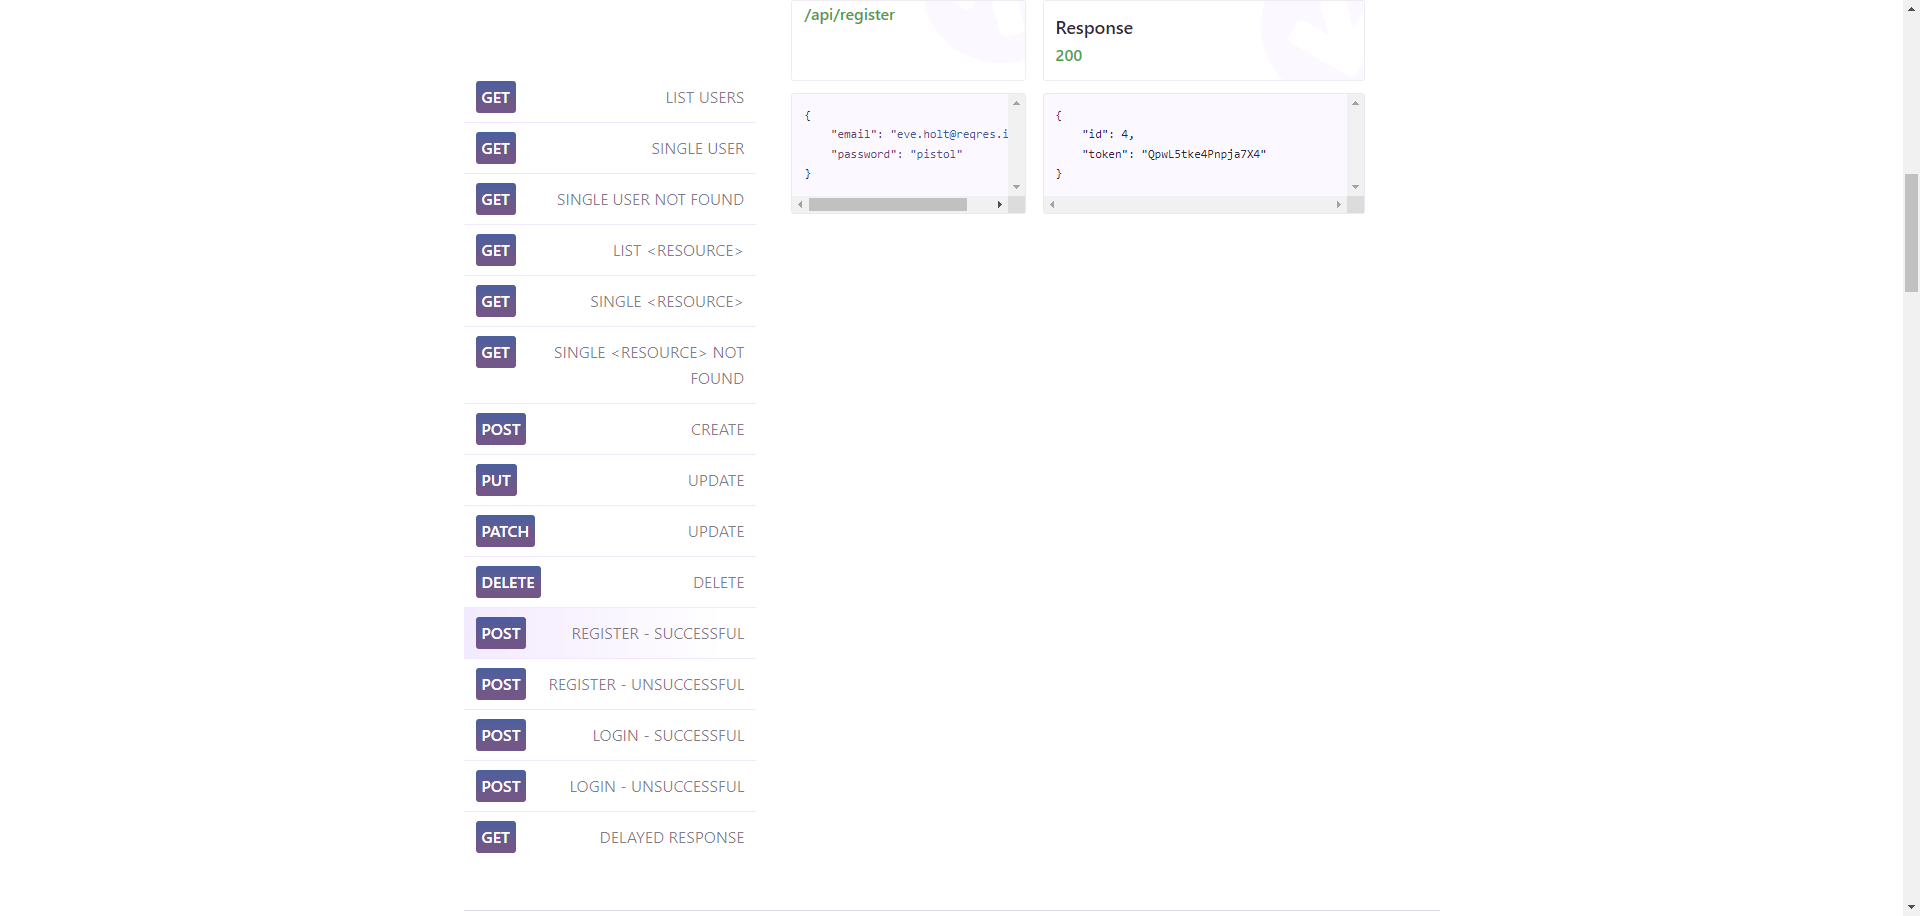 /api/register
Response
200
GET LIST USERS
GET SINGLE USER
GET SINGLE USER NOT FOUND
GET LIST <RESOURCE>
GET SINGLE <RESOURCE>
GET SINGLE <RESOURCE> NOT
FOUND
POST CREATE
PUT UPDATE
PATCH UPDATE
DELETE DELETE
POST REGISTER - SUCCESSFUL
POST REGISTER - UNSUCCESSFUL
POST LOGIN - SUCCESSFUL
POST LOGIN - UNSUCCESSFUL
GET DELAYED RESPONSE
{
"email": "eve.holt@reqres.i
"password": "pistol"
}
{
"id": 4,
"token": "QpwL5tke4Pnpja7X4"
}